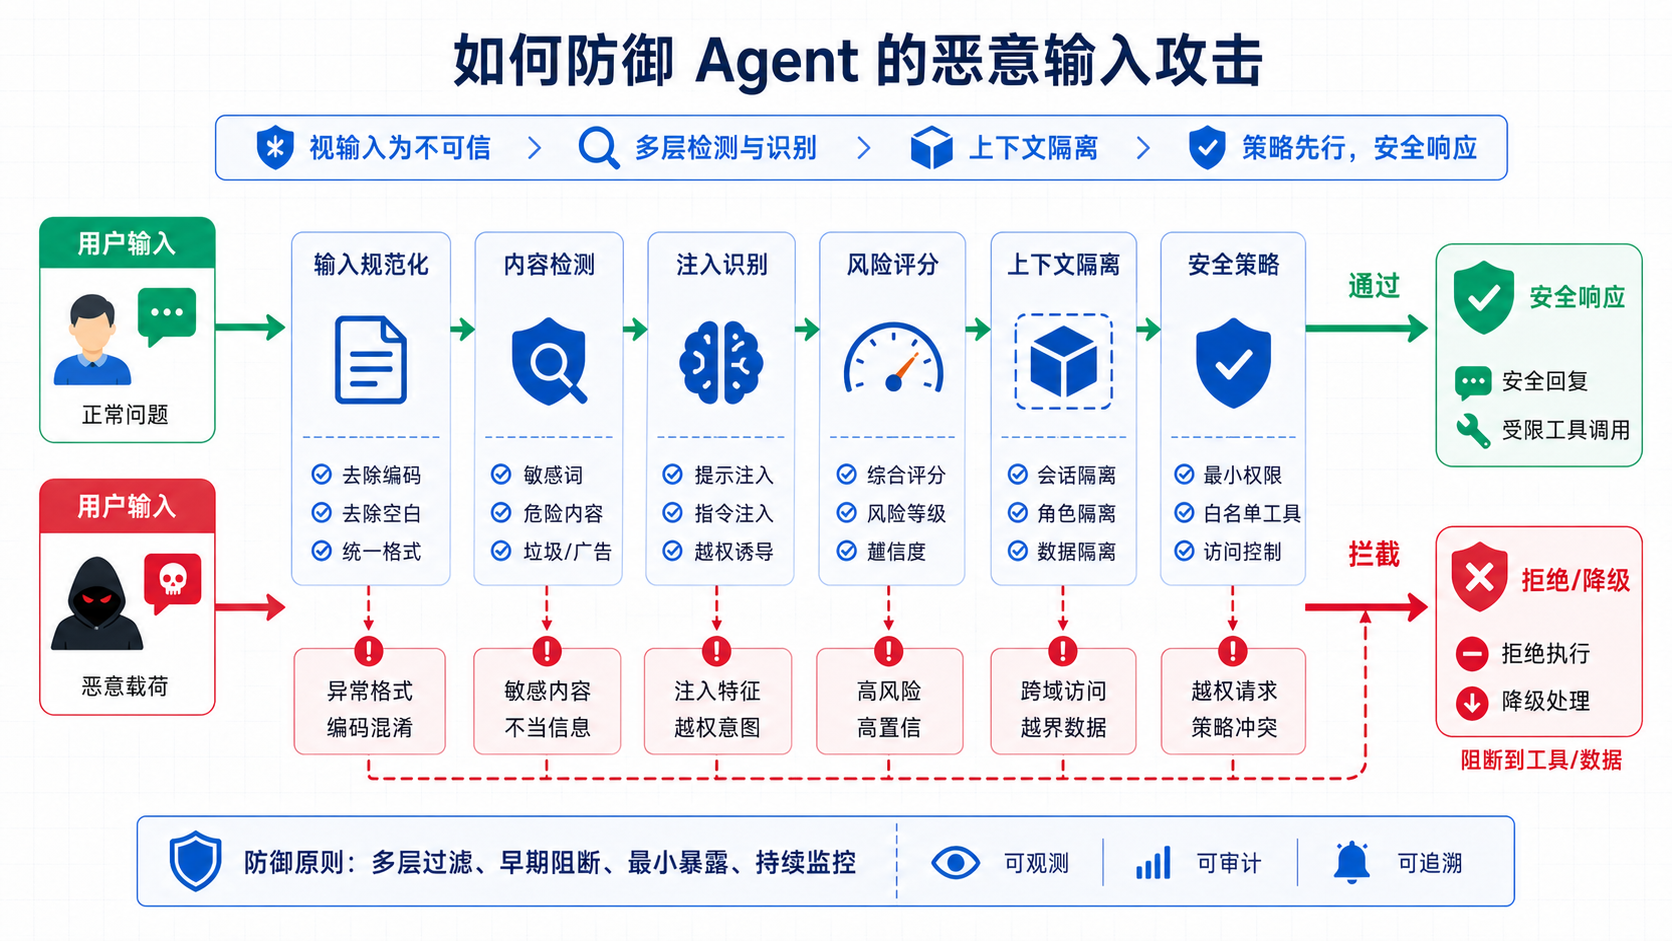 如何防御 Agent 的恶意输入攻击
视输入为不可信
多层检测与识别
上下文隔离
策略先行，安全响应
用户输入
正常问题
用户输入
恶意载荷
输入规范化
去除编码
去除空白
统一格式
内容检测
敏感词
危险内容
垃圾/广告
注入识别
提示注入
指令注入
越权诱导
风险评分
综合评分
风险等级
信度
上下文隔离
会话隔离
角色隔离
数据隔离
安全策略
最小权限
白名单工具
访问控制
异常格式
编码混淆
敏感内容
不当信息
注入特征
越权意图
高风险
高置信
跨域访问
越界数据
越权请求
策略冲突
通过
安全响应
安全回复
受限工具调用
拦截
拒绝/降级
拒绝执行
降级处理
阻断到工具/数据
防御原则：多层过滤、早期阻断、最小暴露、持续监控
可观测
可审计
可追溯